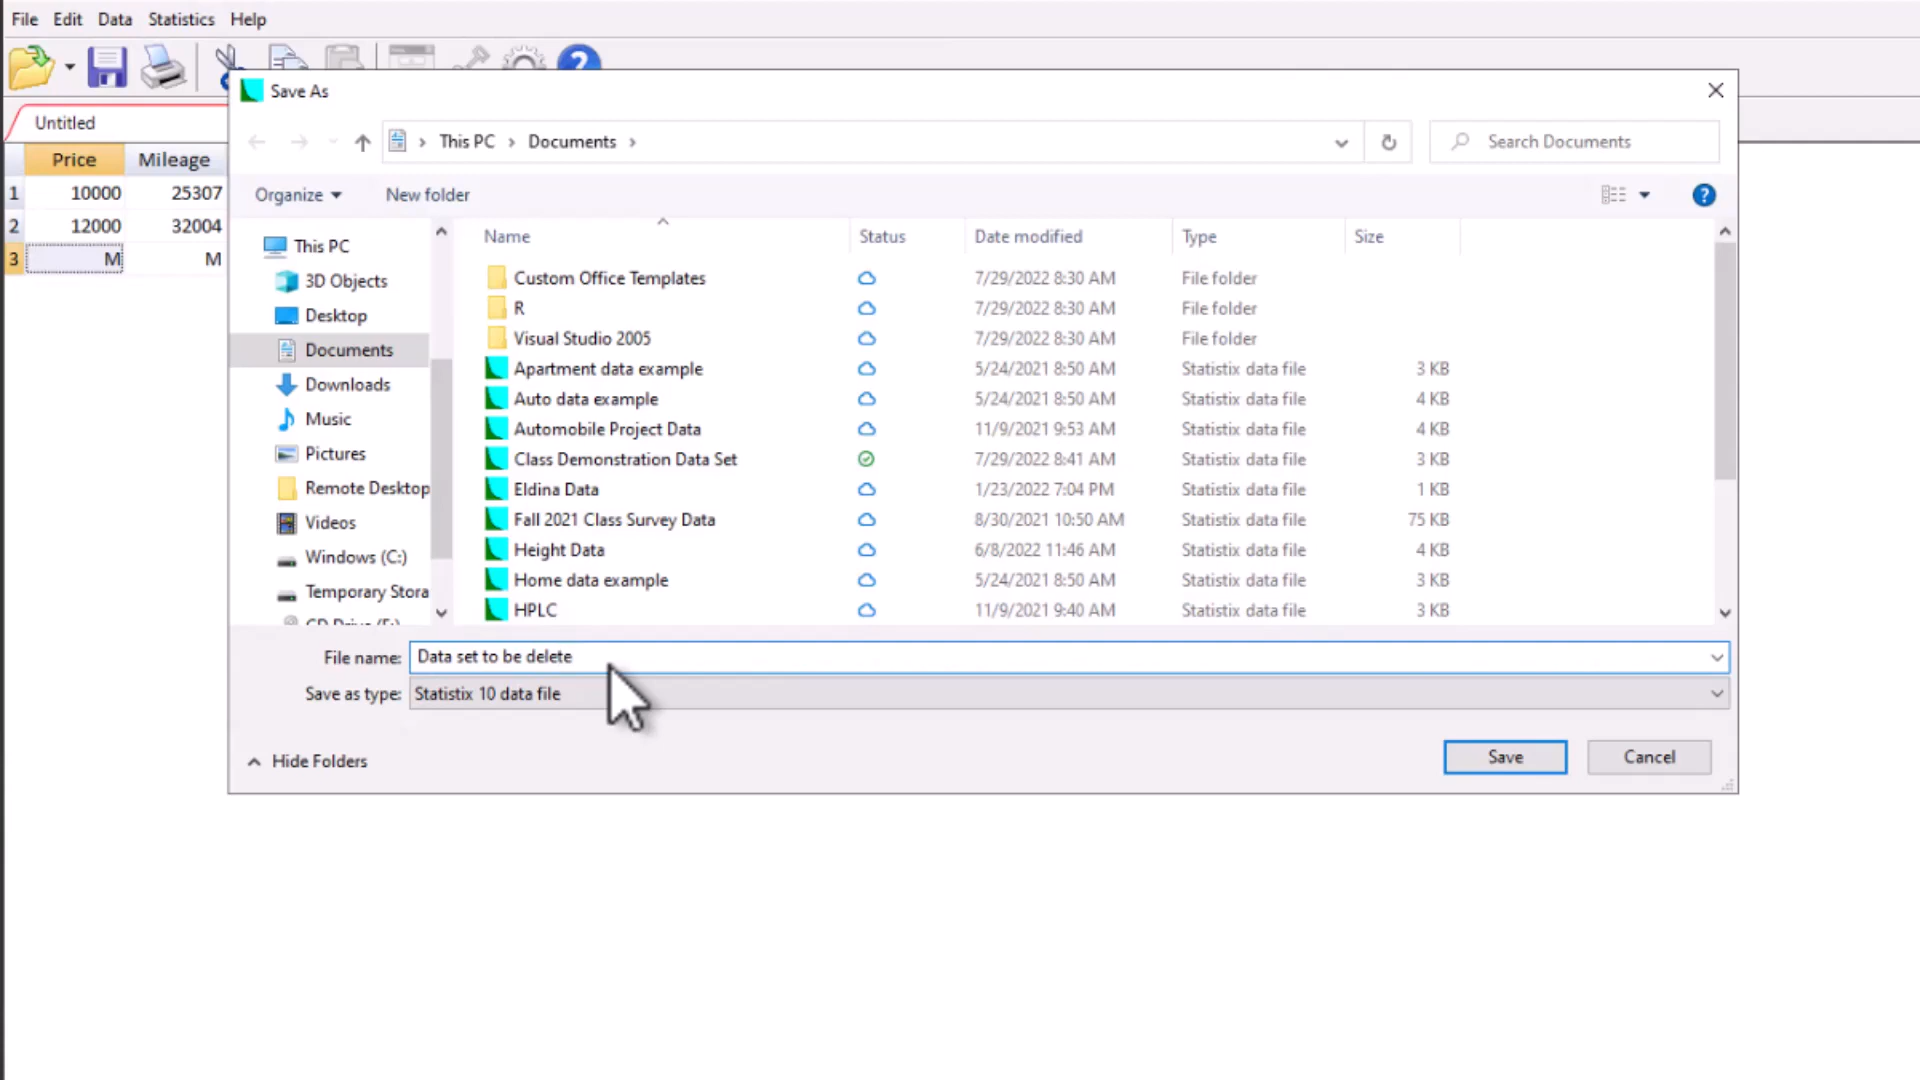 File Edit Data Statistics Help
Save As
Untitled
This PC > Documents >
Search Documents
Price Mileage
Organize New folder
1 10000 25307
2 12000 32004
3 M M
This PC
3D Objects
Desktop
Documents
Downloads
Music
Pictures
Remote Desktop
Videos
Windows (C:)
Temporary Stora
CD Drive (E:)
Name Status Date modified Type Size
Custom Office Templates 7/29/2022 8:30 AM File folder
R 7/29/2022 8:30 AM File folder
Visual Studio 2005 7/29/2022 8:30 AM File folder
Apartment data example 5/24/2021 8:50 AM Statistix data file 3 KB
Auto data example 5/24/2021 8:50 AM Statistix data file 4 KB
Automobile Project Data 11/9/2021 9:53 AM Statistix data file 4 KB
Class Demonstration Data Set 7/29/2022 8:41 AM Statistix data file 3 KB
Eldina Data 1/23/2022 7:04 PM Statistix data file 1 KB
Fall 2021 Class Survey Data 8/30/2021 10:50 AM Statistix data file 75 KB
Height Data 6/8/2022 11:46 AM Statistix data file 4 KB
Home data example 5/24/2021 8:50 AM Statistix data file 3 KB
HPLC 11/9/2021 9:40 AM Statistix data file 3 KB
File name: Data set to be delete
Save as type: Statistix 10 data file
Hide Folders
Save Cancel